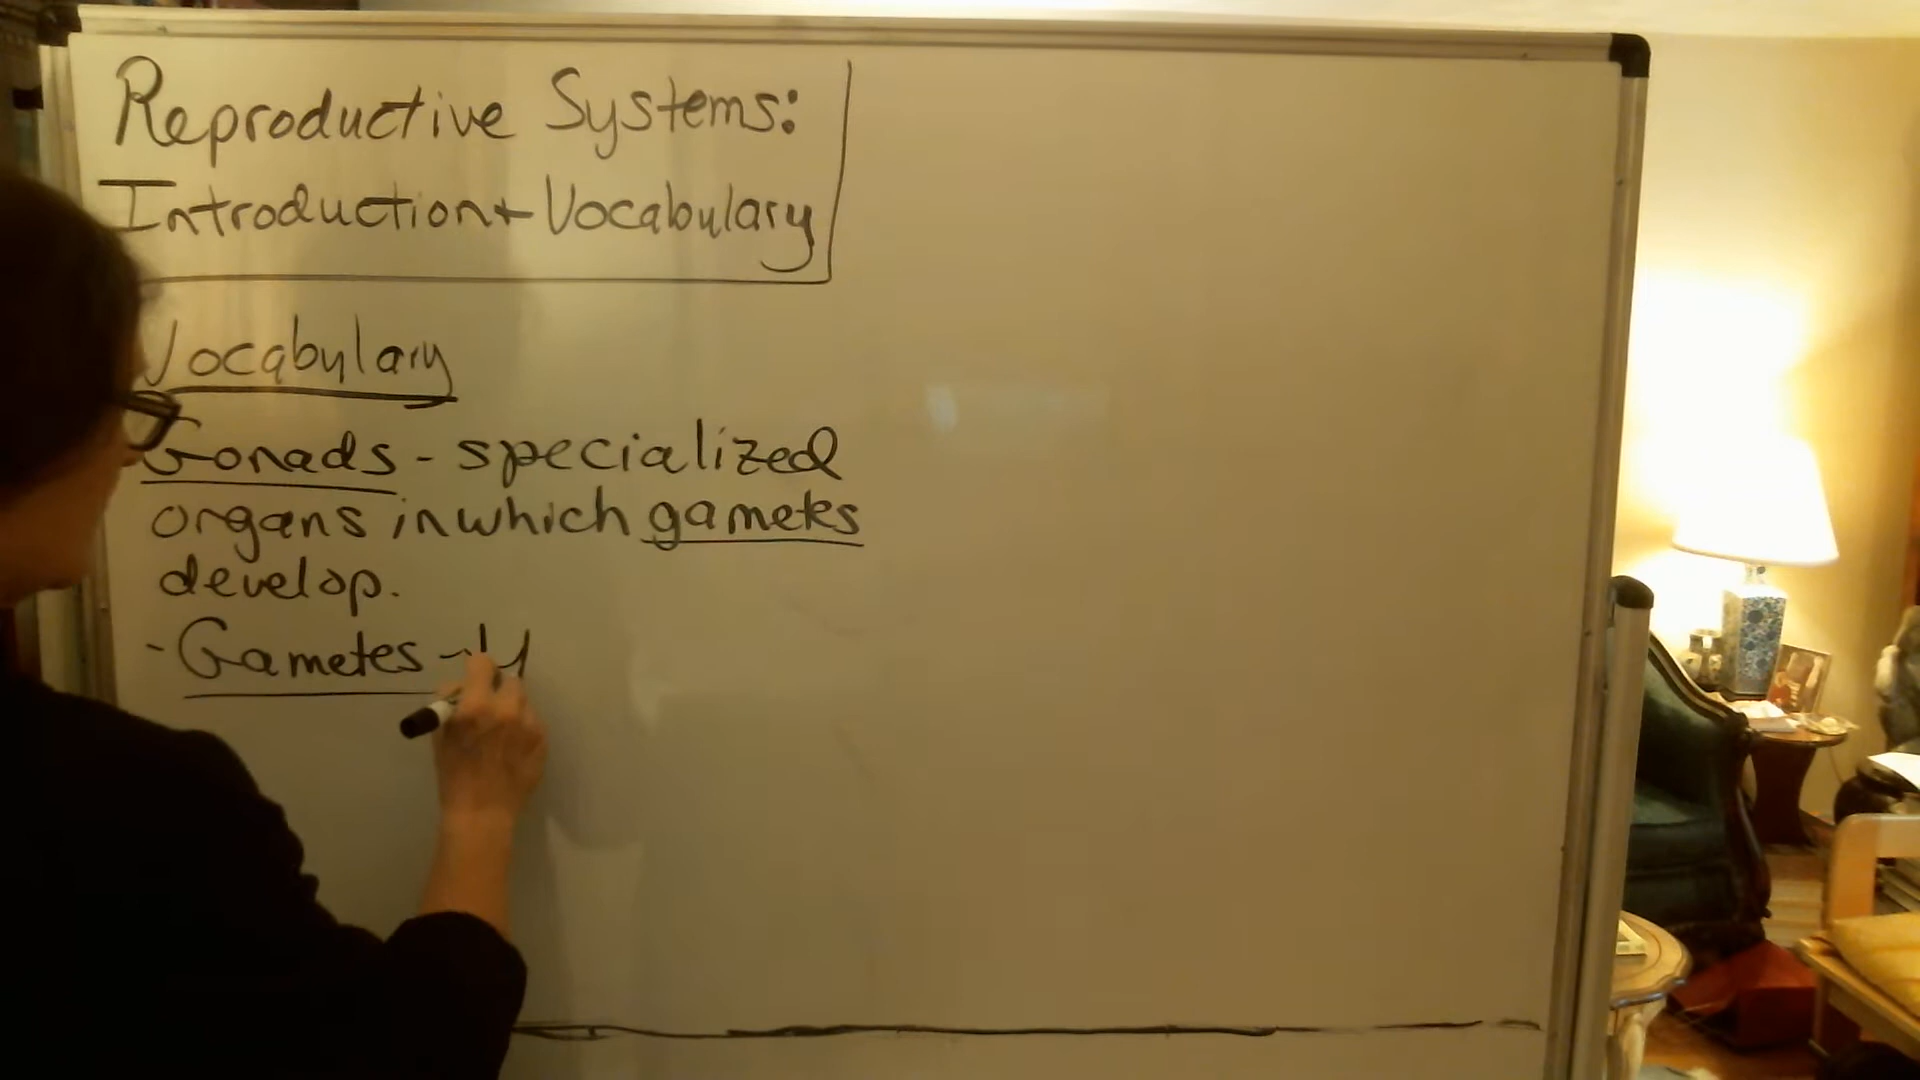 Reproductive Systems:
Introduction + Vocabulary
Vocabulary
Gonads - specialized
organs in which gametes
develop.
- Gametes -